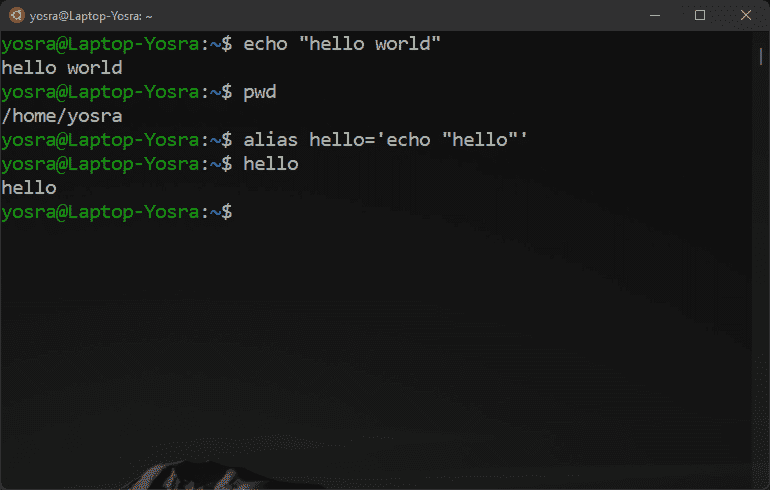 yosra@Laptop-Yosra: ~
yosra@Laptop-Yosra:~$ echo "hello world"
hello world
yosra@Laptop-Yosra:~$ pwd
/home/yosra
yosra@Laptop-Yosra:~$ alias hello='echo "hello"'
yosra@Laptop-Yosra:~$ hello
hello
yosra@Laptop-Yosra:~$